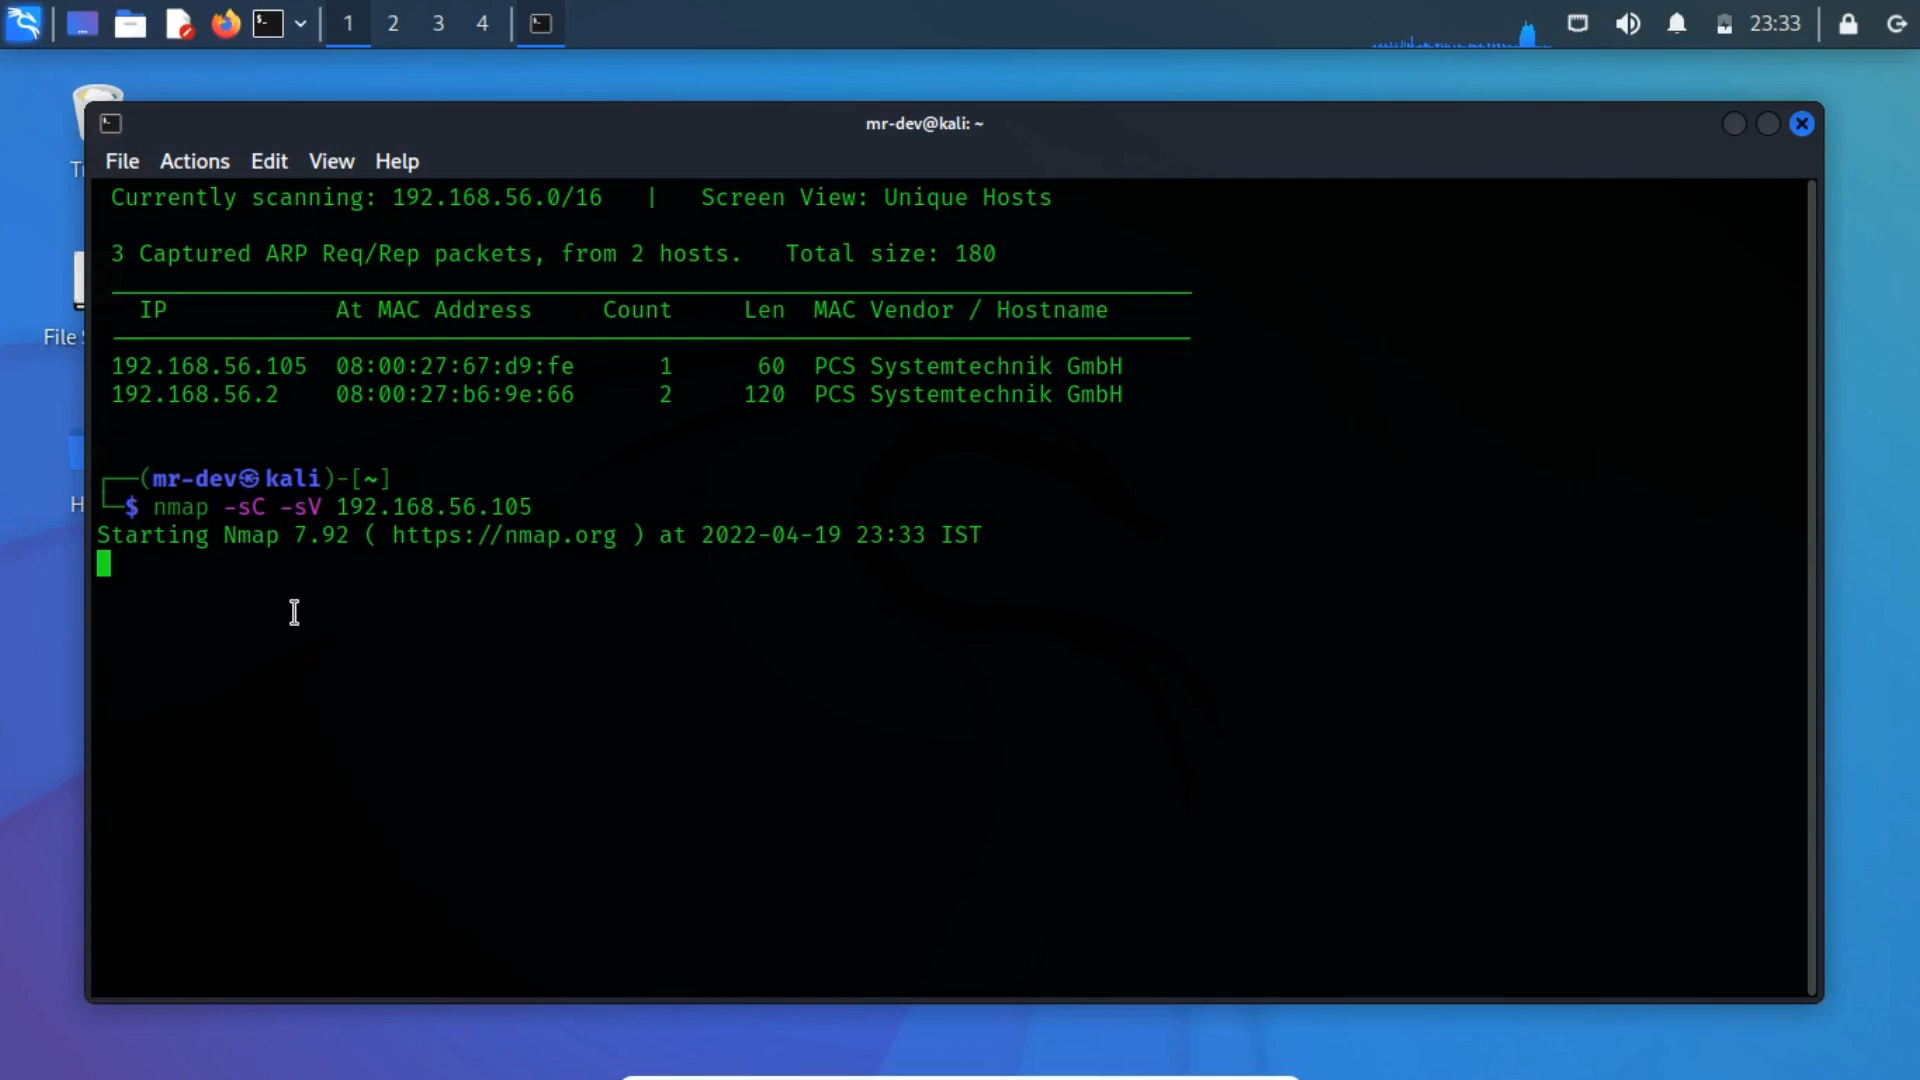 1 2 3 4 23:33
mr-dev@kali: ~
File Actions Edit View Help
Currently scanning: 192.168.56.0/16 | Screen View: Unique Hosts
3 Captured ARP Req/Rep packets, from 2 hosts. Total size: 180
IP At MAC Address Count Len MAC Vendor / Hostname
192.168.56.105 08:00:27:67:d9:fe 1 60 PCS Systemtechnik GmbH
192.168.56.2 08:00:27:b6:9e:66 2 120 PCS Systemtechnik GmbH
┌──(mr-dev㉿kali)-[~]
└─$ nmap -sC -sV 192.168.56.105
Starting Nmap 7.92 ( https://nmap.org ) at 2022-04-19 23:33 IST
File